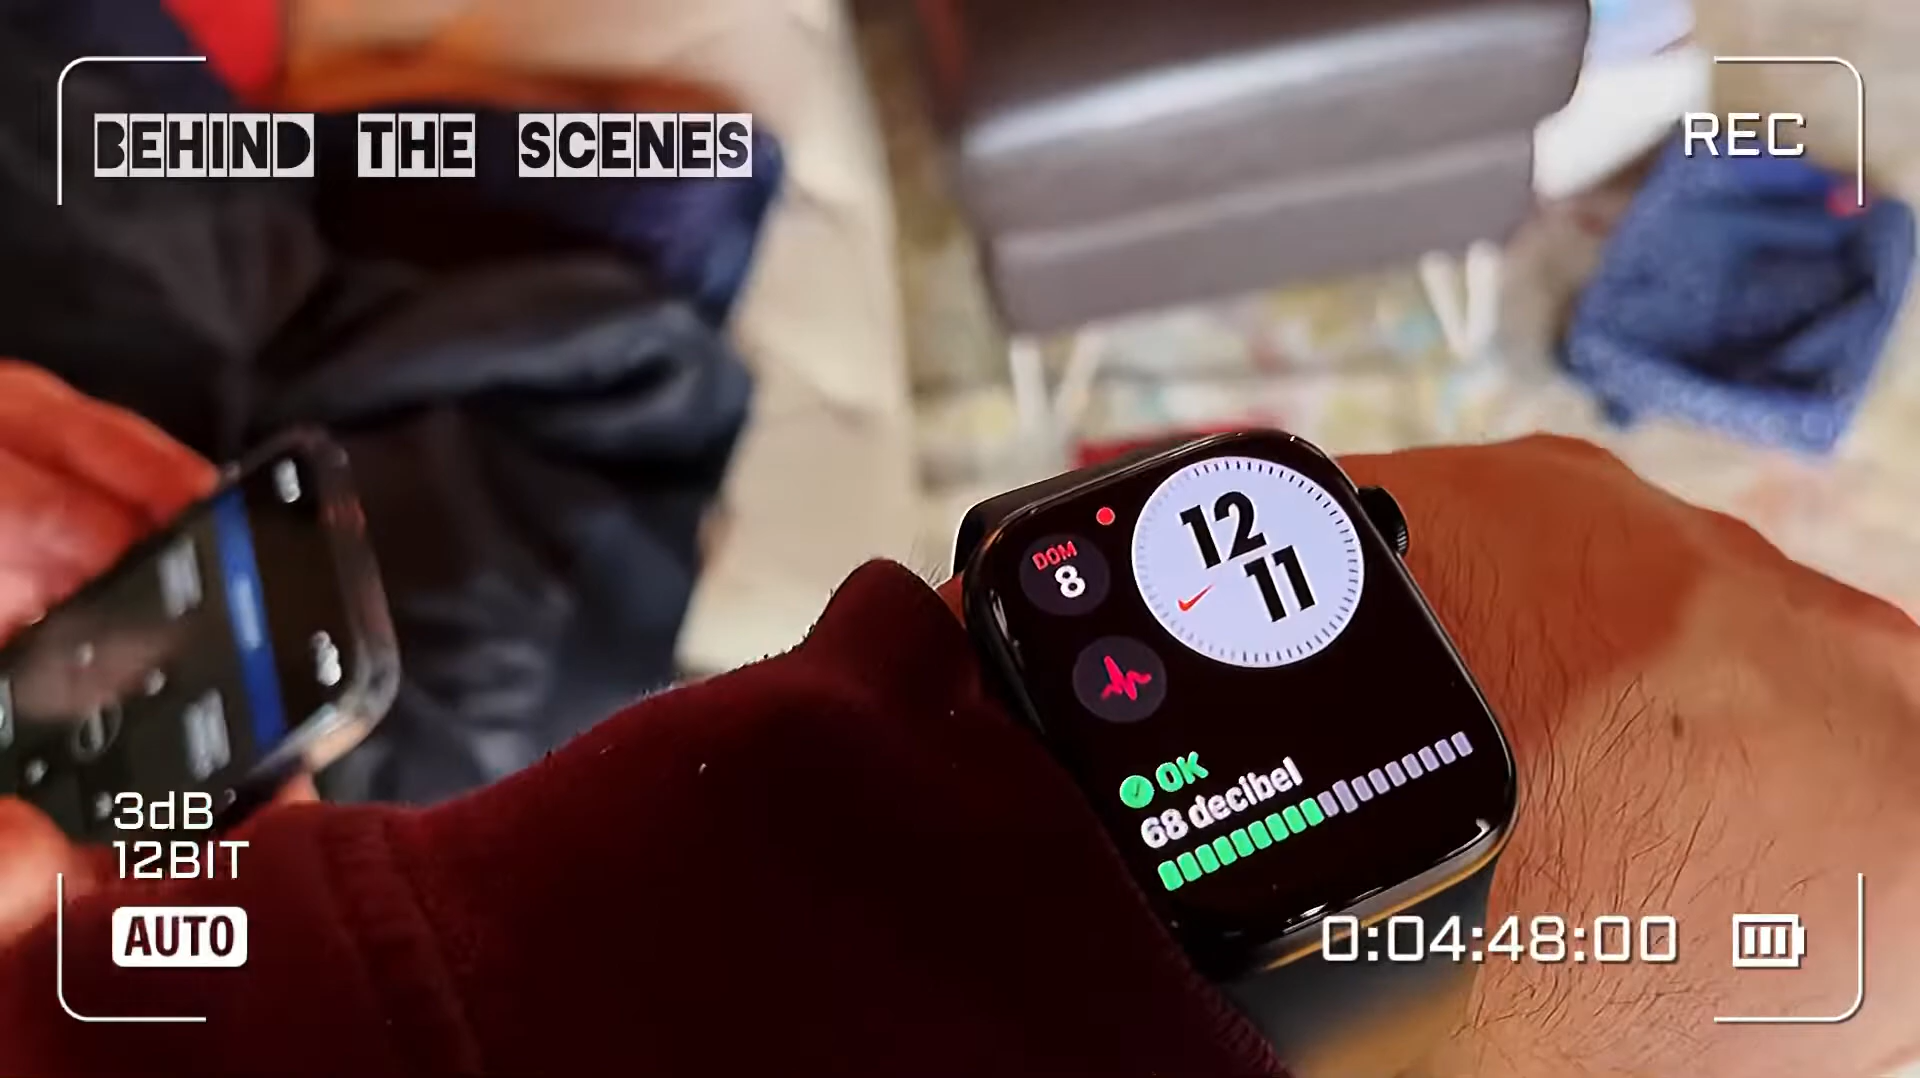 BEHIND THE SCENES
REC
12
11
DOM
8
OK
68 decibel
3dB
12BIT
AUTO
0:04:48:00